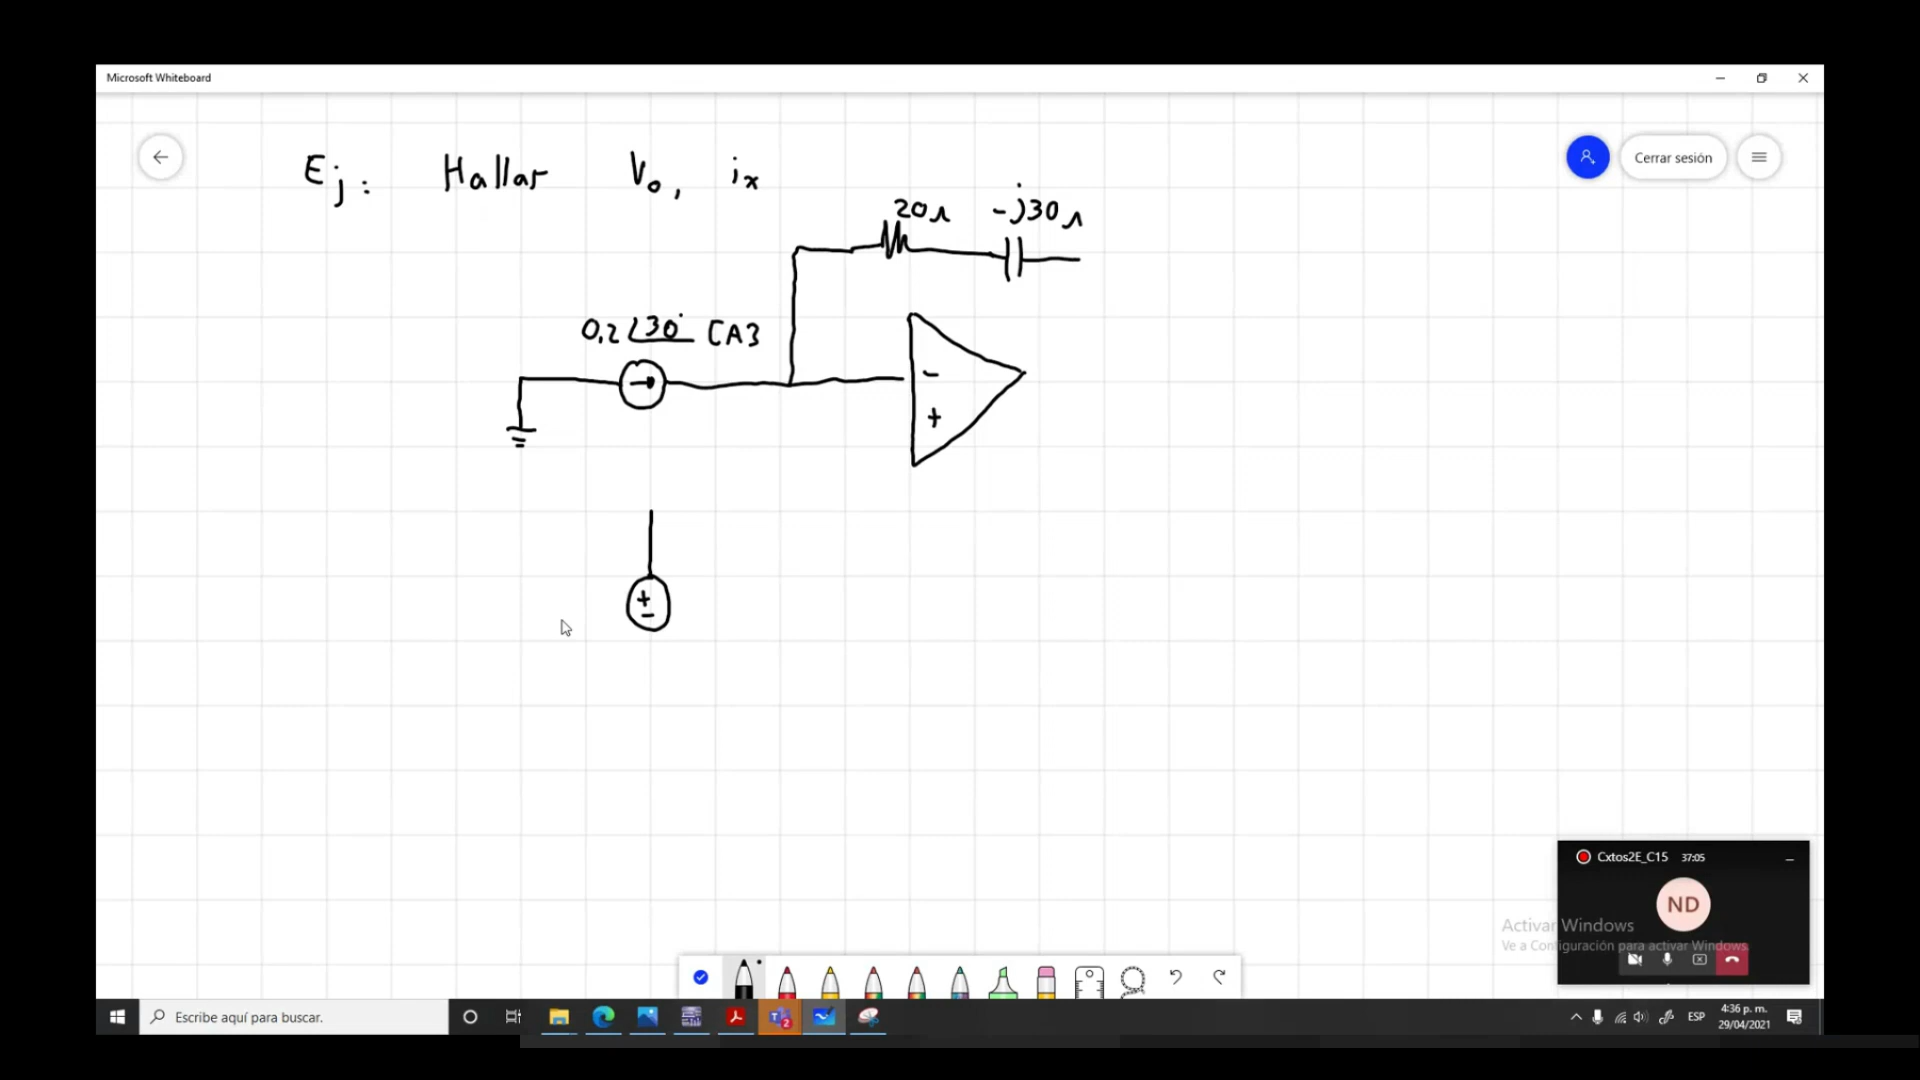 Microsoft Whiteboard
Cerrar sesión
Ej: Hallar Vo, ix
20Ω -j30Ω
0,2∠30° [A]
-
+
+
-
Cxtos2E_C15 37:05
ND
Activar Windows
Ve a Configuración para activar Windows.
Escribe aquí para buscar.
2
ESP
4:36 p. m.
29/04/2021